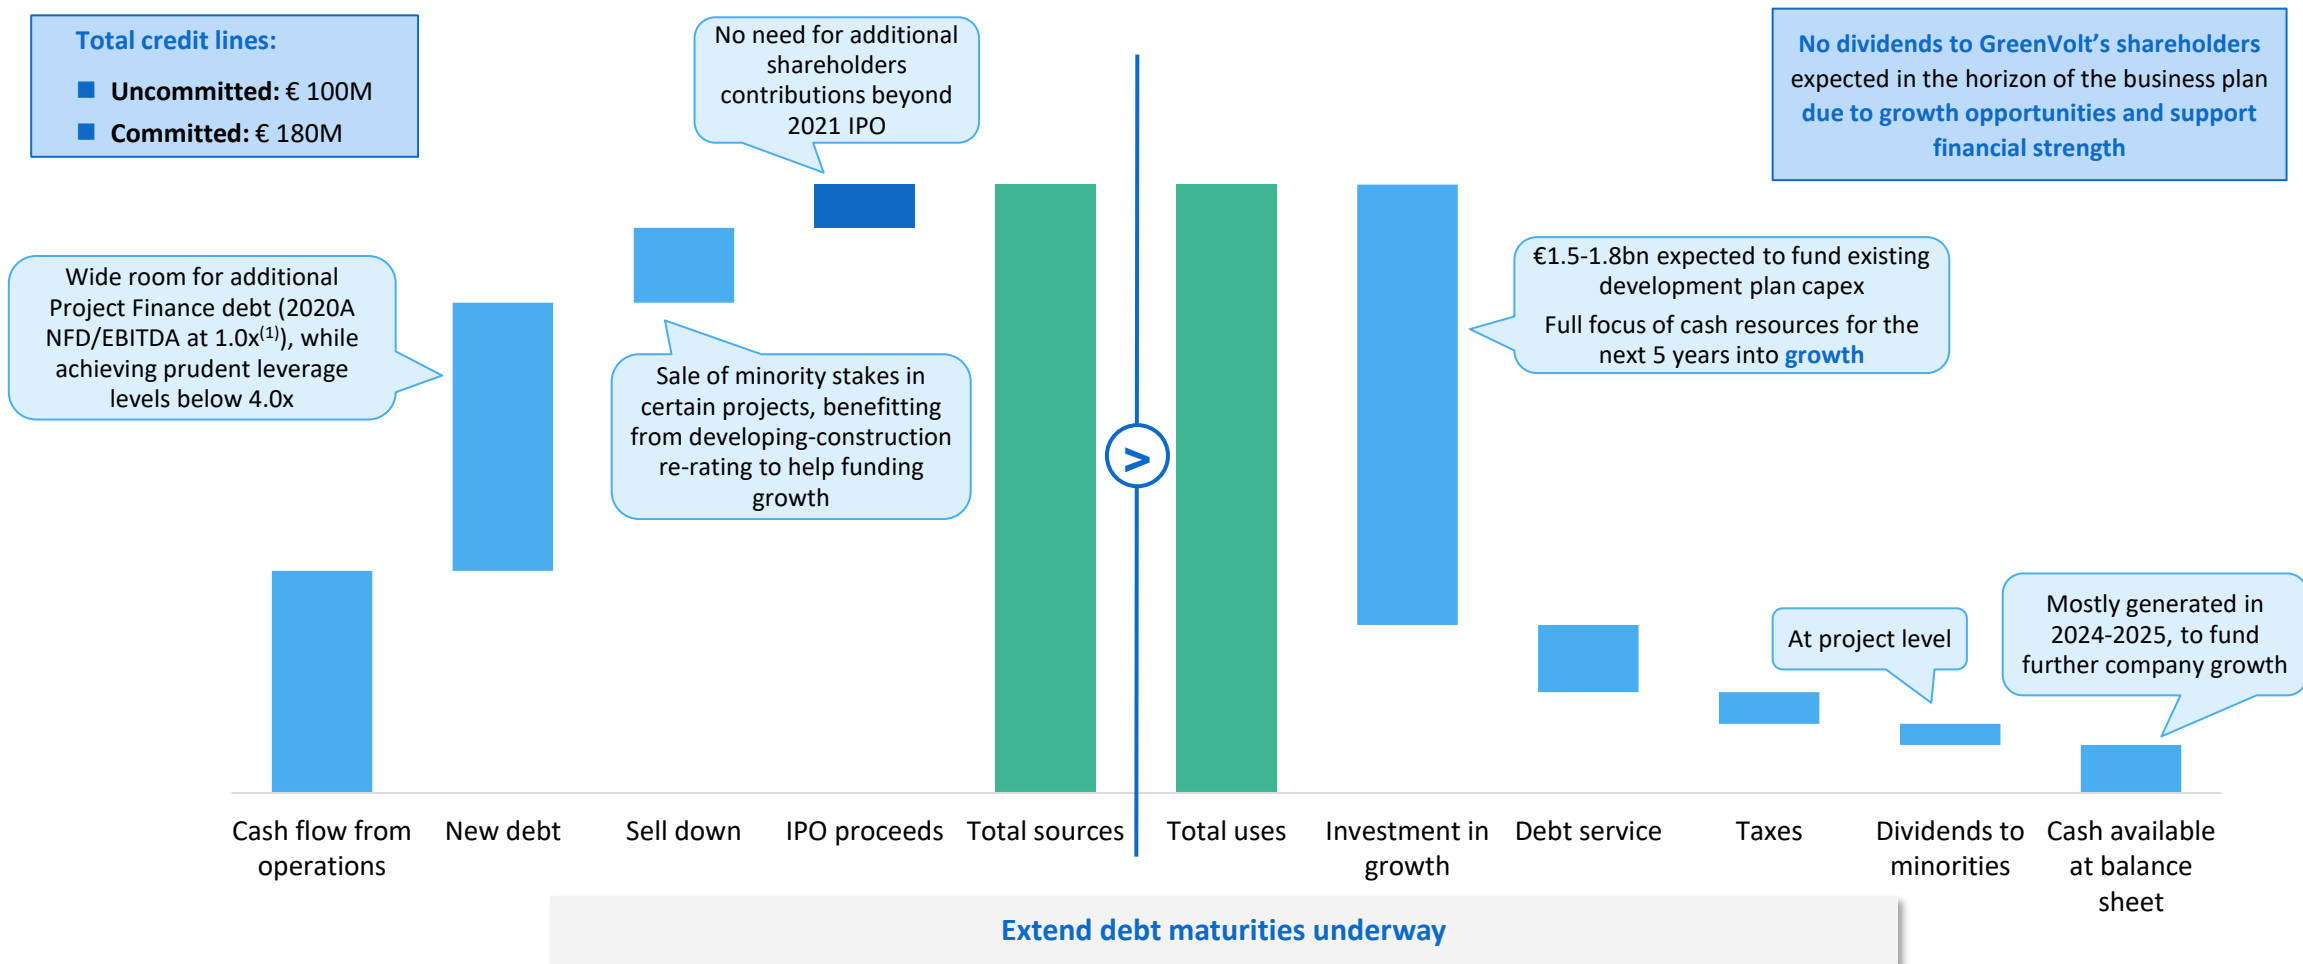 Total credit lines:
■ Uncommitted: € 100M
■ Committed: € 180M
No need for additional
shareholders
contributions beyond
2021 IPO
No dividends to GreenVolt’s shareholders
expected in the horizon of the business plan
due to growth opportunities and support
financial strength
Wide room for additional
Project Finance debt (2020A
NFD/EBITDA at 1.0x(1)), while
achieving prudent leverage
levels below 4.0x
Sale of minority stakes in
certain projects, benefitting
from developing-construction
re-rating to help funding
growth
>
€1.5-1.8bn expected to fund existing
development plan capex
Full focus of cash resources for the
next 5 years into growth
At project level
Mostly generated in
2024-2025, to fund
further company growth
Cash flow from
operations
New debt
Sell down
IPO proceeds
Total sources
Total uses
Investment in
growth
Debt service
Taxes
Dividends to
minorities
Cash available
at balance
sheet
Extend debt maturities underway